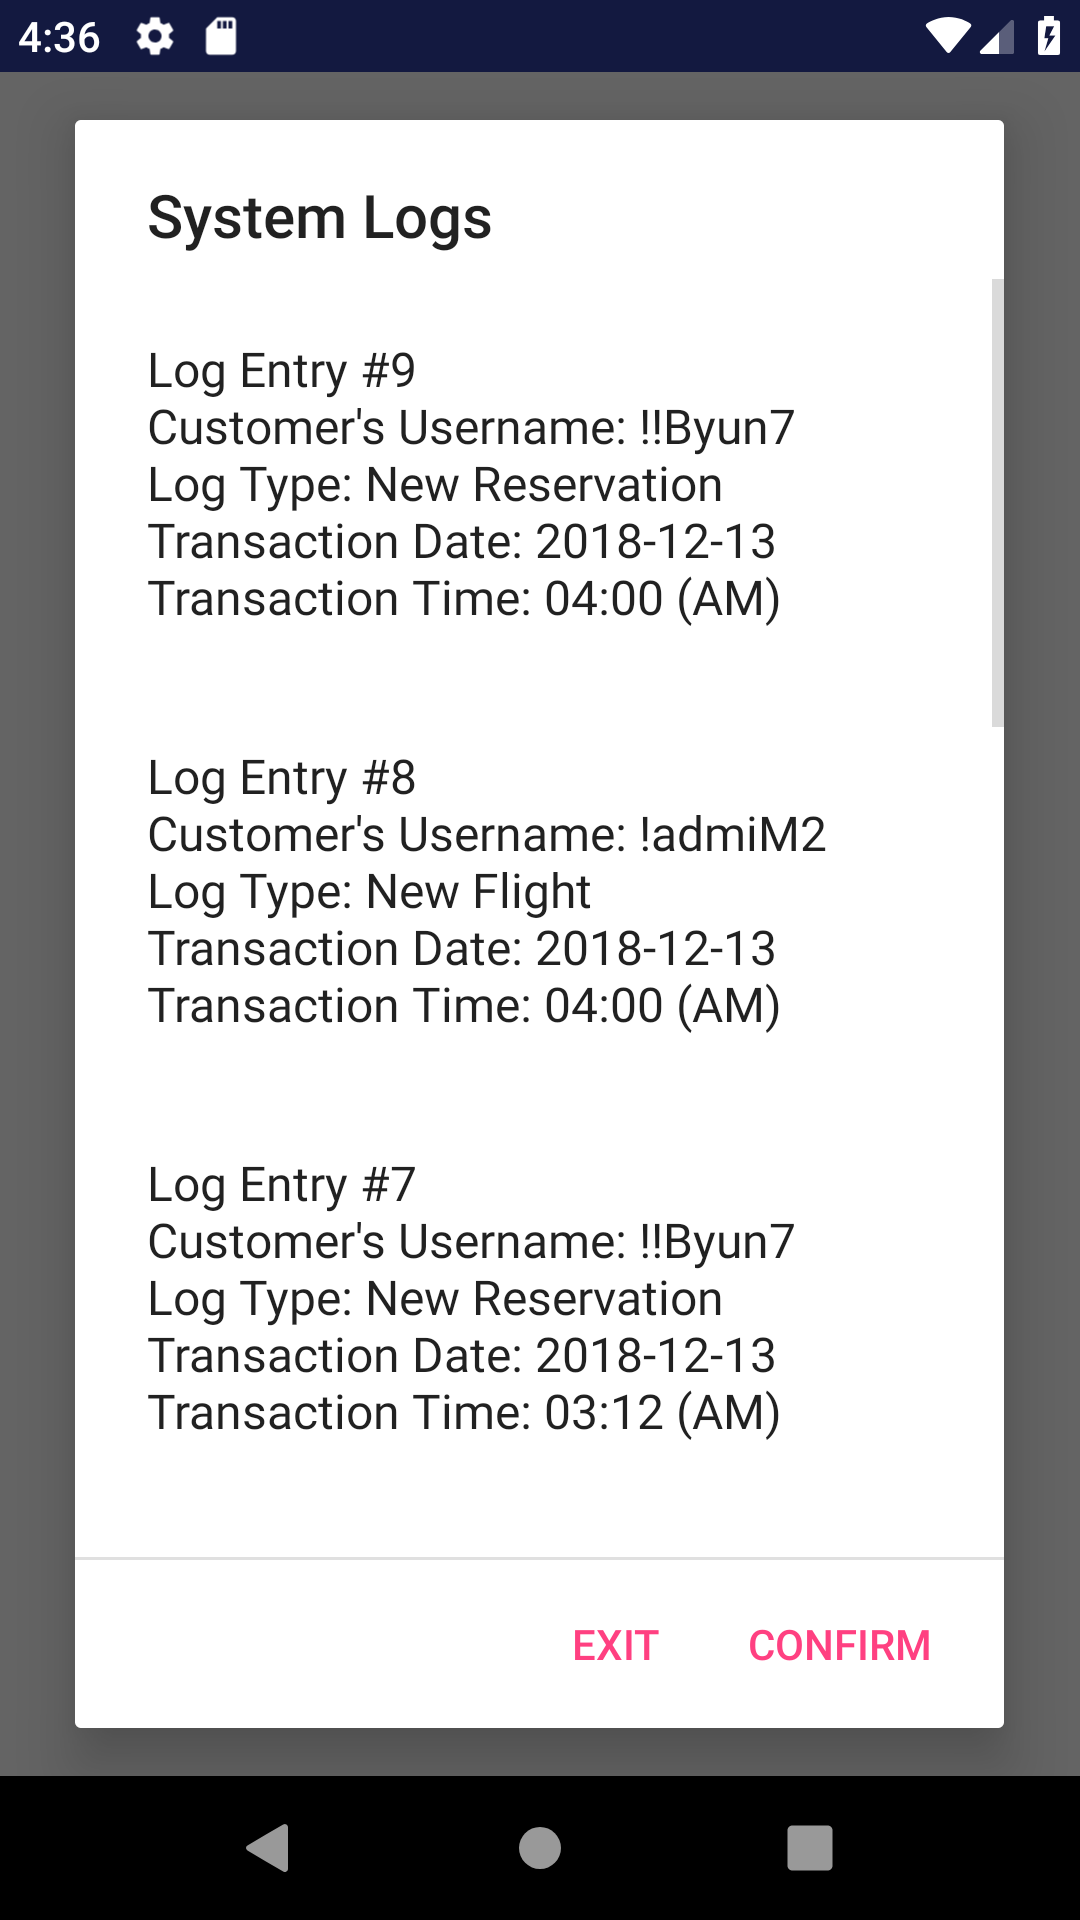 4:36
System Logs
Log Entry #9
Customer's Username: !!Byun7
Log Type: New Reservation
Transaction Date: 2018-12-13
Transaction Time: 04:00 (AM)
Log Entry #8
Customer's Username: !admiM2
Log Type: New Flight
Transaction Date: 2018-12-13
Transaction Time: 04:00 (AM)
Log Entry #7
Customer's Username: !!Byun7
Log Type: New Reservation
Transaction Date: 2018-12-13
Transaction Time: 03:12 (AM)
EXIT CONFIRM